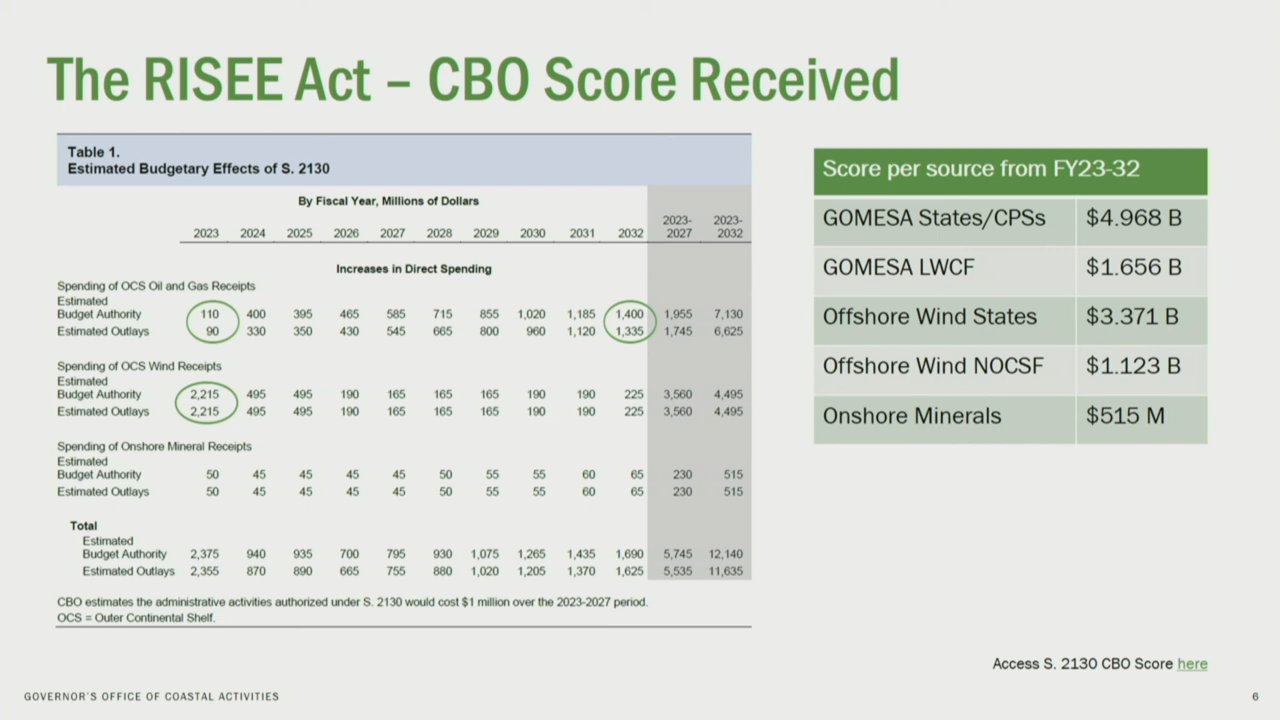 The RISEE Act – CBO Score Received
Table 1.
Estimated Budgetary Effects of S. 2130
By Fiscal Year, Millions of Dollars
2023 2024 2025 2026 2027 2028 2029 2030 2031 2032 2023-2027 2023-2032
Increases in Direct Spending
Spending of OCS Oil and Gas Receipts
Estimated
Budget Authority 110 400 395 465 585 715 855 1,020 1,185 1,400 1,955 7,130
Estimated Outlays 90 330 350 430 545 665 800 960 1,120 1,335 1,745 6,625
Spending of OCS Wind Receipts
Estimated
Budget Authority 2,215 495 495 190 165 165 165 190 190 225 3,560 4,495
Estimated Outlays 2,215 495 495 190 165 165 165 190 190 225 3,560 4,495
Spending of Onshore Mineral Receipts
Estimated
Budget Authority 50 45 45 45 45 50 55 55 60 65 230 515
Estimated Outlays 50 45 45 45 45 50 55 55 60 65 230 515
Total
Estimated
Budget Authority 2,375 940 935 700 795 930 1,075 1,265 1,435 1,690 5,745 12,140
Estimated Outlays 2,355 870 890 665 755 880 1,020 1,205 1,370 1,625 5,535 11,635
CBO estimates the administrative activities authorized under S. 2130 would cost $1 million over the 2023-2027 period.
OCS = Outer Continental Shelf.
Score per source from FY23-32
GOMESA States/CPSs $4.968 B
GOMESA LWCF $1.656 B
Offshore Wind States $3.371 B
Offshore Wind NOCSF $1.123 B
Onshore Minerals $515 M
Access S. 2130 CBO Score here
GOVERNOR'S OFFICE OF COASTAL ACTIVITIES
6